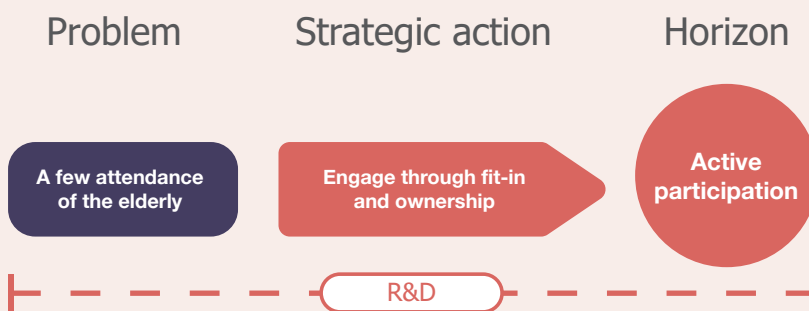 Problem
Strategic action
Horizon
A few attendance
of the elderly
Engage through fit-in
and ownership
Active
participation
R&D